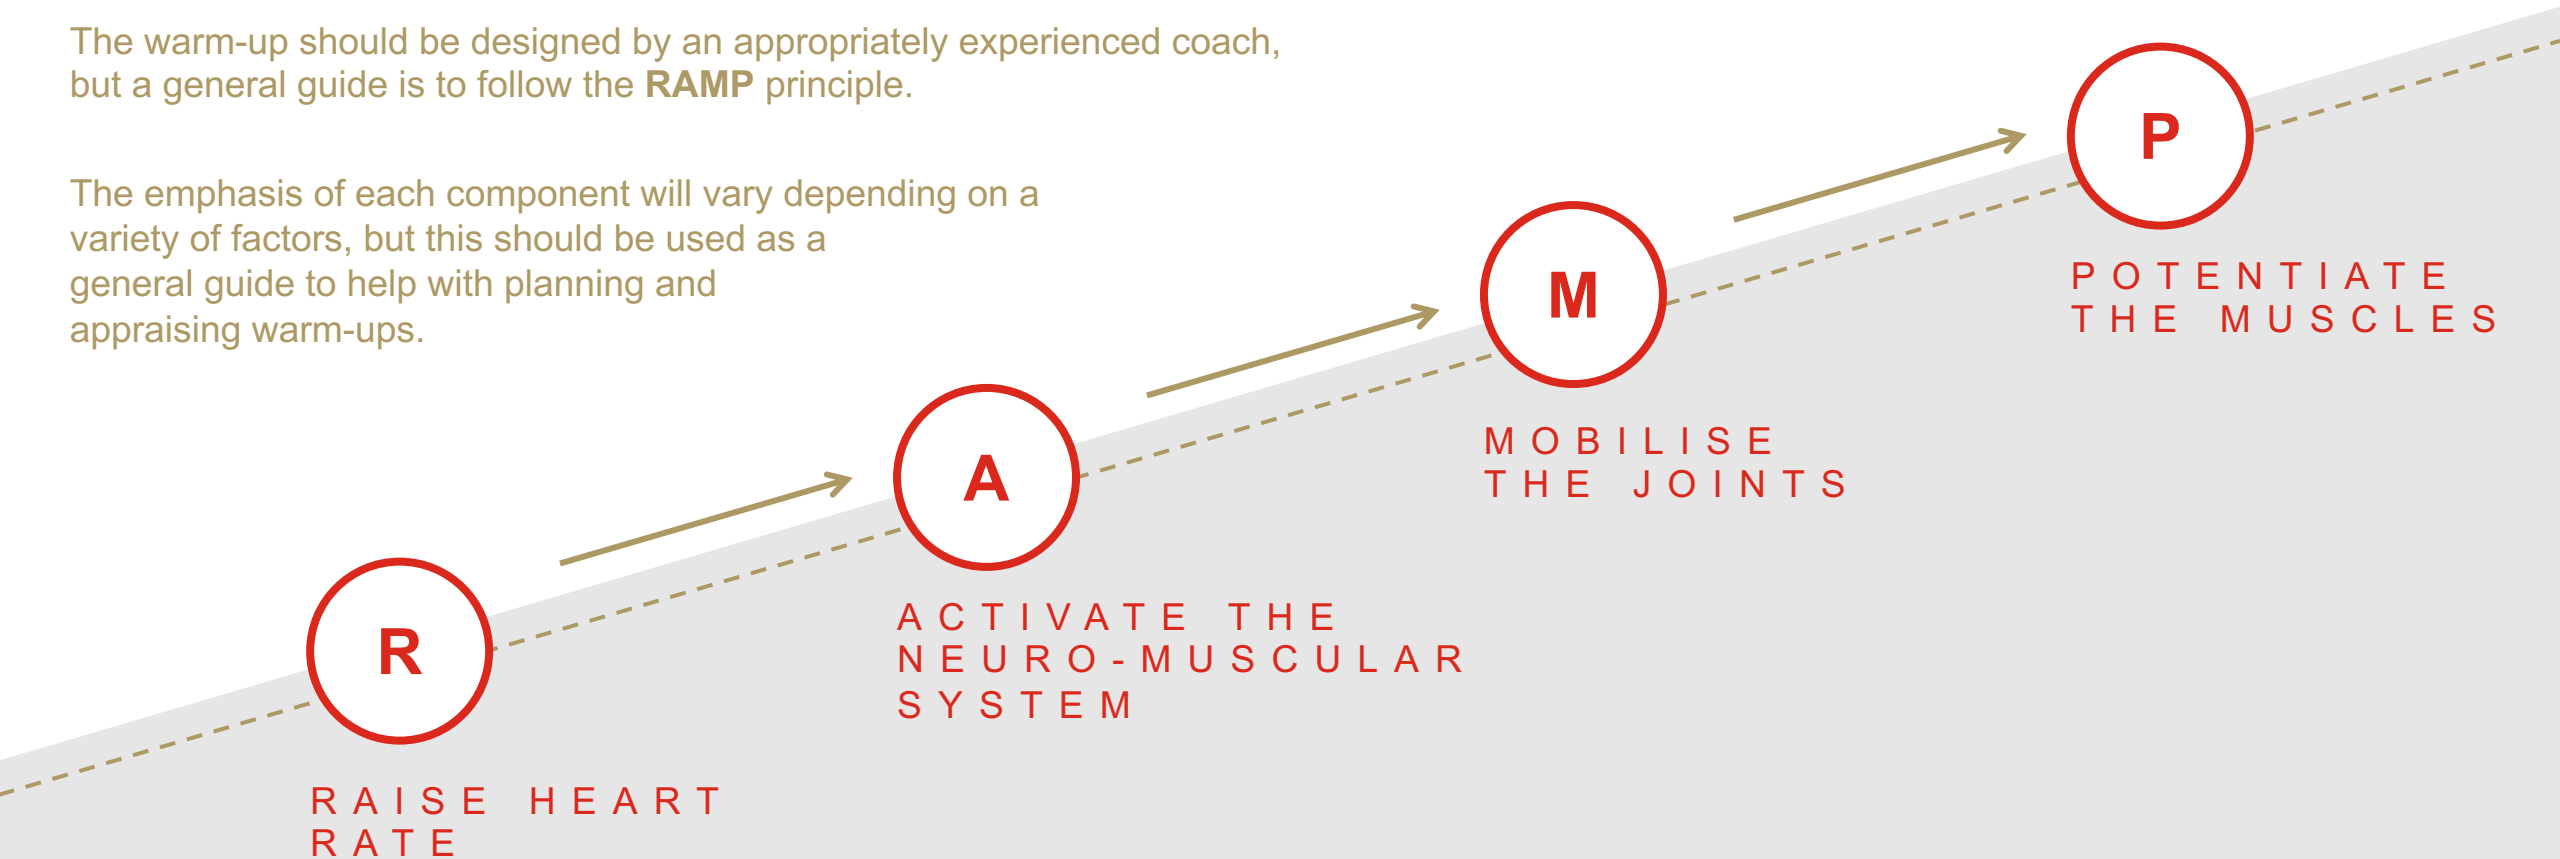 The warm-up should be designed by an appropriately experienced coach,
but a general guide is to follow the RAMP principle.
The emphasis of each component will vary depending on a
variety of factors, but this should be used as a
general guide to help with planning and
appraising warm-ups.
R
RAISE HEART
RATE
A
ACTIVATE THE
NEURO-MUSCULAR
SYSTEM
M
MOBILISE
THE JOINTS
P
POTENTIATE
THE MUSCLES